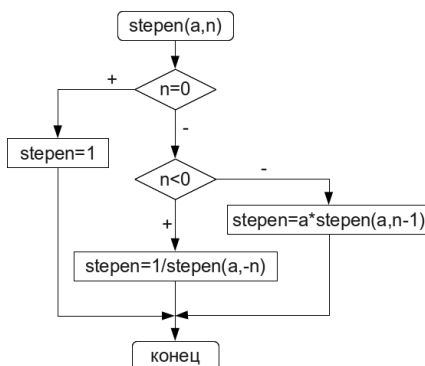 stepen(a,n)
+
n=0
-
stepen=1
n<0
-
+
stepen=a*stepen(a,n-1)
stepen=1/stepen(a,-n)
конец